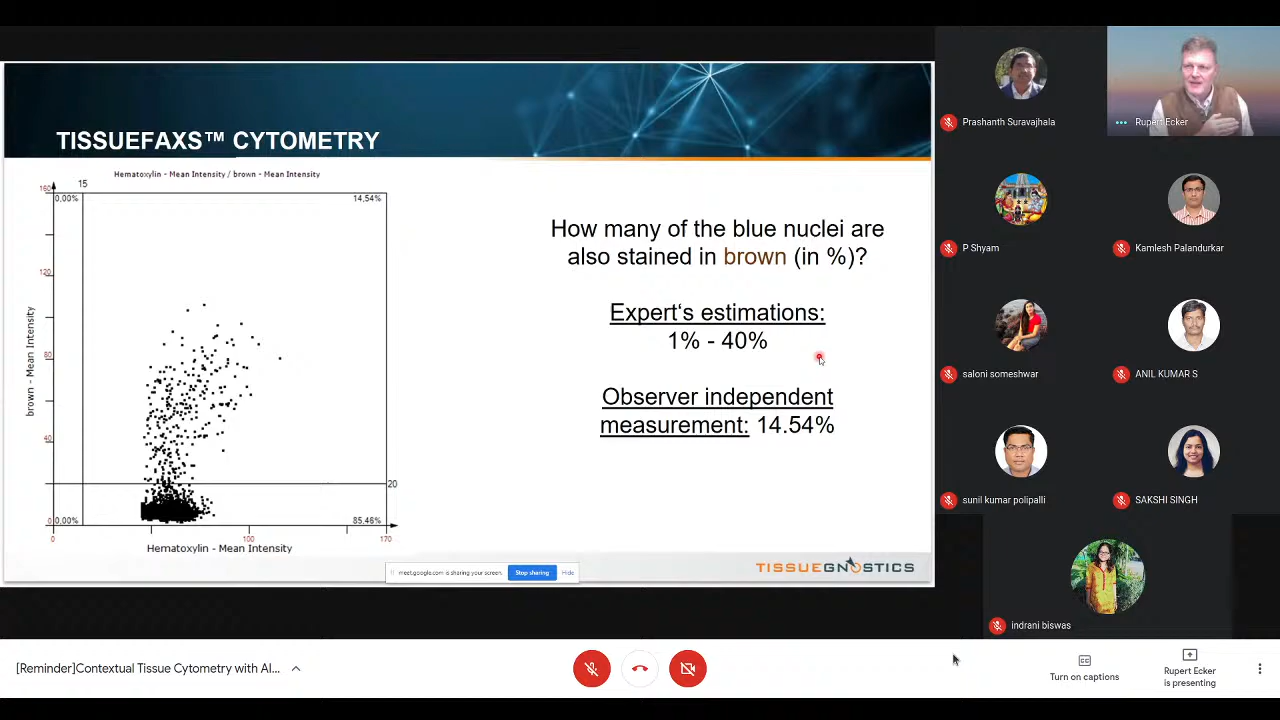 TISSUEFAXS™ CYTOMETRY
Hematoxylin - Mean Intensity / brown - Mean Intensity
15
160
0,00%
14,54%
120
80
40
20
0
0,00%
85,46%
0
100
170
brown - Mean Intensity
Hematoxylin - Mean Intensity
How many of the blue nuclei are
also stained in brown (in %)?
Expert‘s estimations:
1% - 40%
Observer independent
measurement: 14.54%
TISSUEGNOSTICS
meet.google.com is sharing your screen.
Stop sharing
Hide
Prashanth Suravajhala
Rupert Ecker
P Shyam
Kamlesh Palandurkar
saloni someshwar
ANIL KUMAR S
sunil kumar polipalli
SAKSHI SINGH
indrani biswas
[Reminder]Contextual Tissue Cytometry with AI...
Turn on captions
Rupert Ecker
is presenting